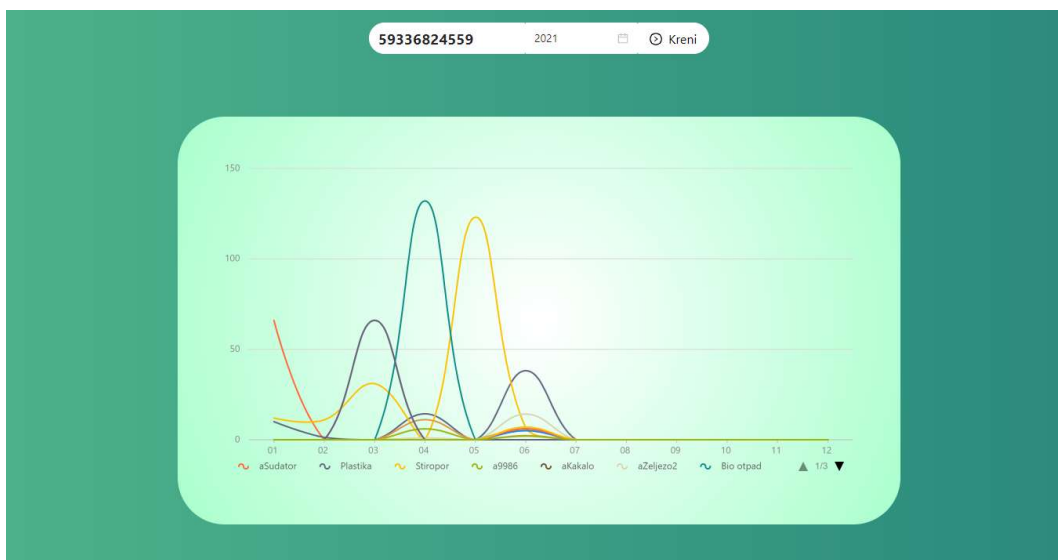 59336824559 2021 Kreni
150
100
50
0
01 02 03 04 05 06 07 08 09 10 11 12
aSudator Plastika Stiropor a9986 aKakalo aZeljezo2 Bio otpad 1/3